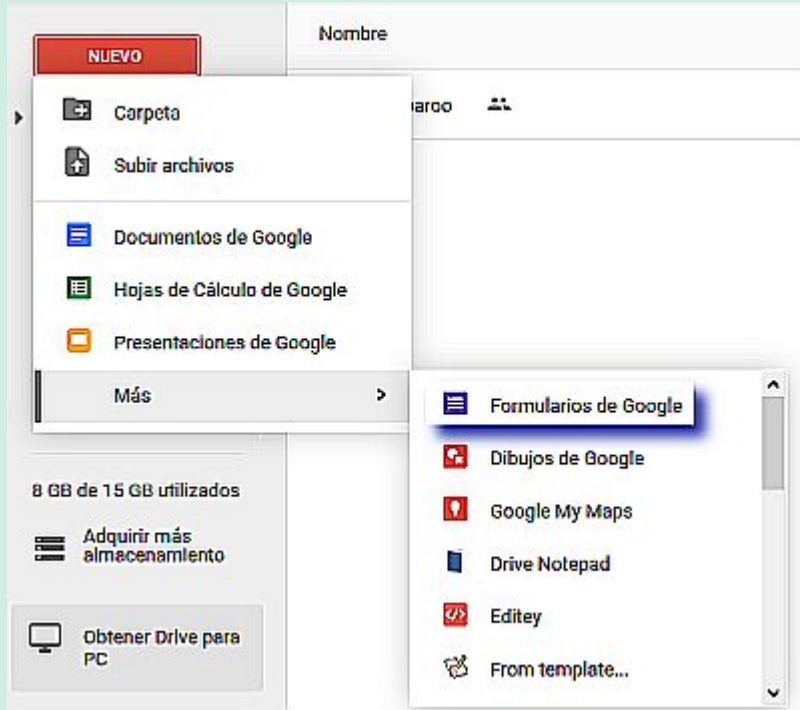 NUEVO
Nombre
Carpeta
Subir archivos
Documentos de Google
Hojas de Cálculo de Google
Presentaciones de Google
Más
Formularios de Google
Dibujos de Google
Google My Maps
Drive Notepad
Editey
From template...
8 GB de 15 GB utilizados
Adquirir más
almacenamiento
Obtener Drive para
PC